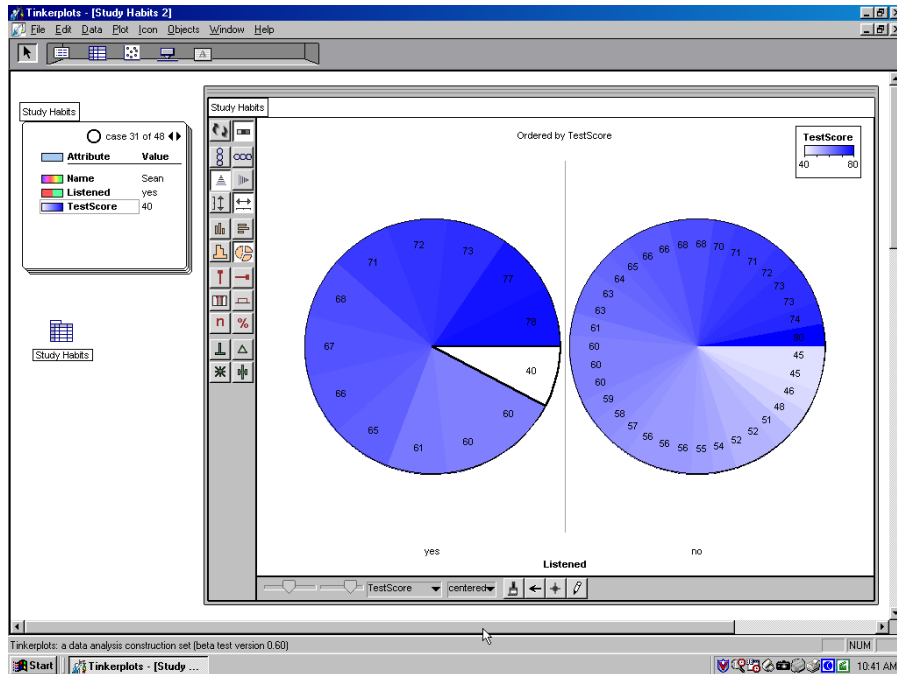 Tinkerplots - [Study Habits 2]
File Edit Data Plot Icon Objects Window Help
A
Study Habits
case 31 of 48
Attribute Value
Name Sean
Listened yes
TestScore 40
Study Habits
Study Habits
Ordered by TestScore
TestScore
40 80
n %
72 73 77 78 40 60 60 61 65 66 67 68 71
68 68 70 71 71 72 73 73 74 83 45 45 46 48 51 52 52 54 55 56 56 56 57 58 59 60 60 60 61 63 63 64 65 66 66 66
yes no
Listened
TestScore centered
Tinkerplots: a data analysis construction set (beta test version 0.60) NUM
Start Tinkerplots - [Study ... 10:41 AM